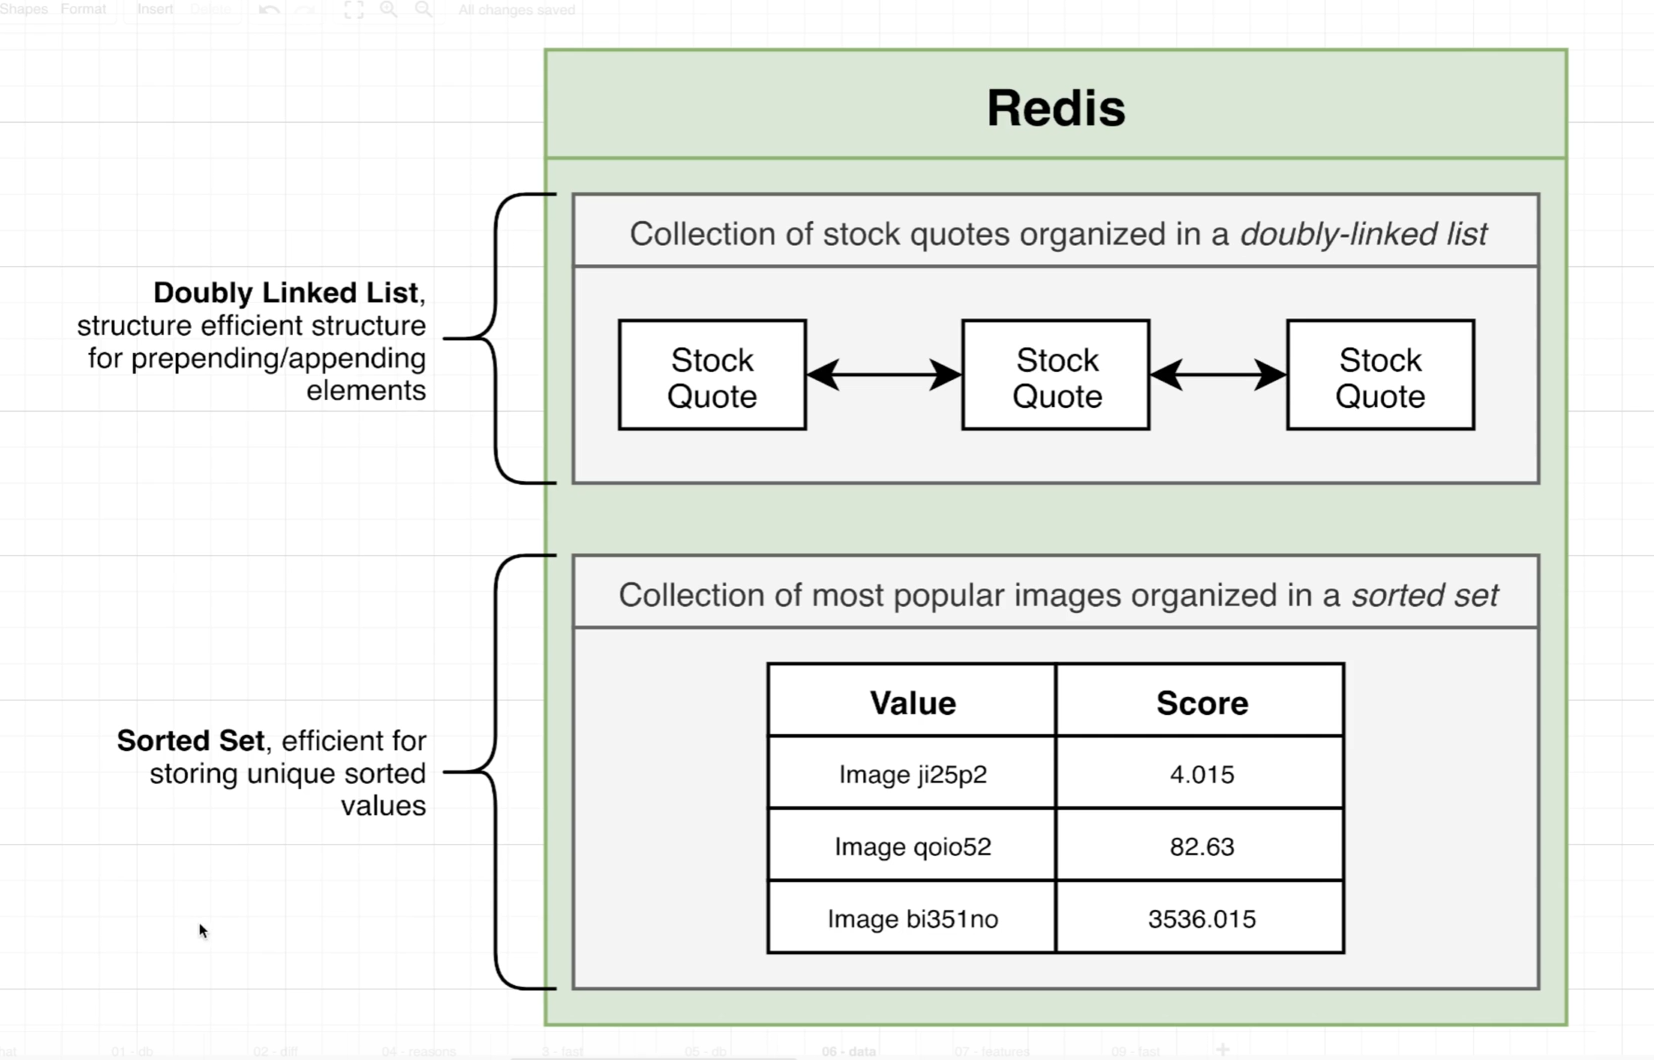 Shapes Format Insert Delete All changes saved
Redis
Collection of stock quotes organized in a doubly-linked list
Doubly Linked List,
structure efficient structure
for prepending/appending
elements
Stock
Quote
Stock
Quote
Stock
Quote
Collection of most popular images organized in a sorted set
Sorted Set, efficient for
storing unique sorted
values
Value Score
Image ji25p2 4.015
Image qoio52 82.63
Image bi351no 3536.015
01 - db 02 - diff 04 - reasons 3 - fast 05 - db 06 - data 07 - features 09 - fast